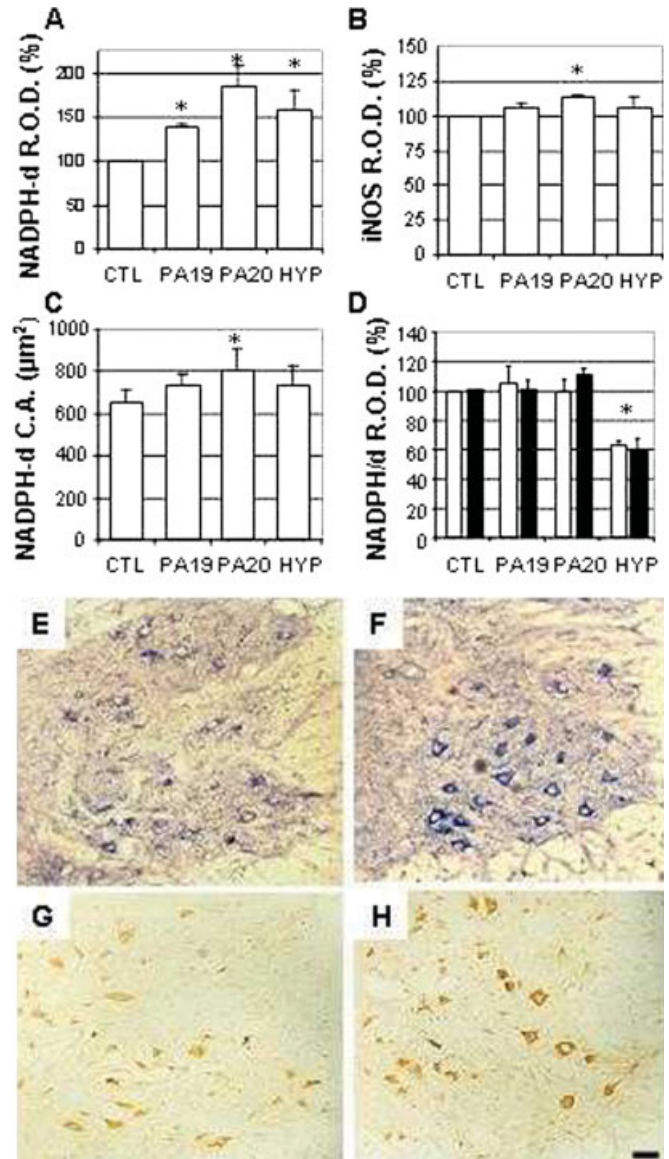 A
NADPH-d R.O.D. (%)
200
150
100
50
0
* * *
CTL PA19 PA20 HYP
B
iNOS R.O.D. (%)
150
125
100
75
50
25
0
*
CTL PA19 PA20 HYP
C
NADPH-d C.A. (µm²)
1000
800
600
400
200
0
*
CTL PA19 PA20 HYP
D
NADPH/d R.O.D. (%)
140
120
100
80
60
40
20
0
*
CTL PA19 PA20 HYP
E
F
G
H